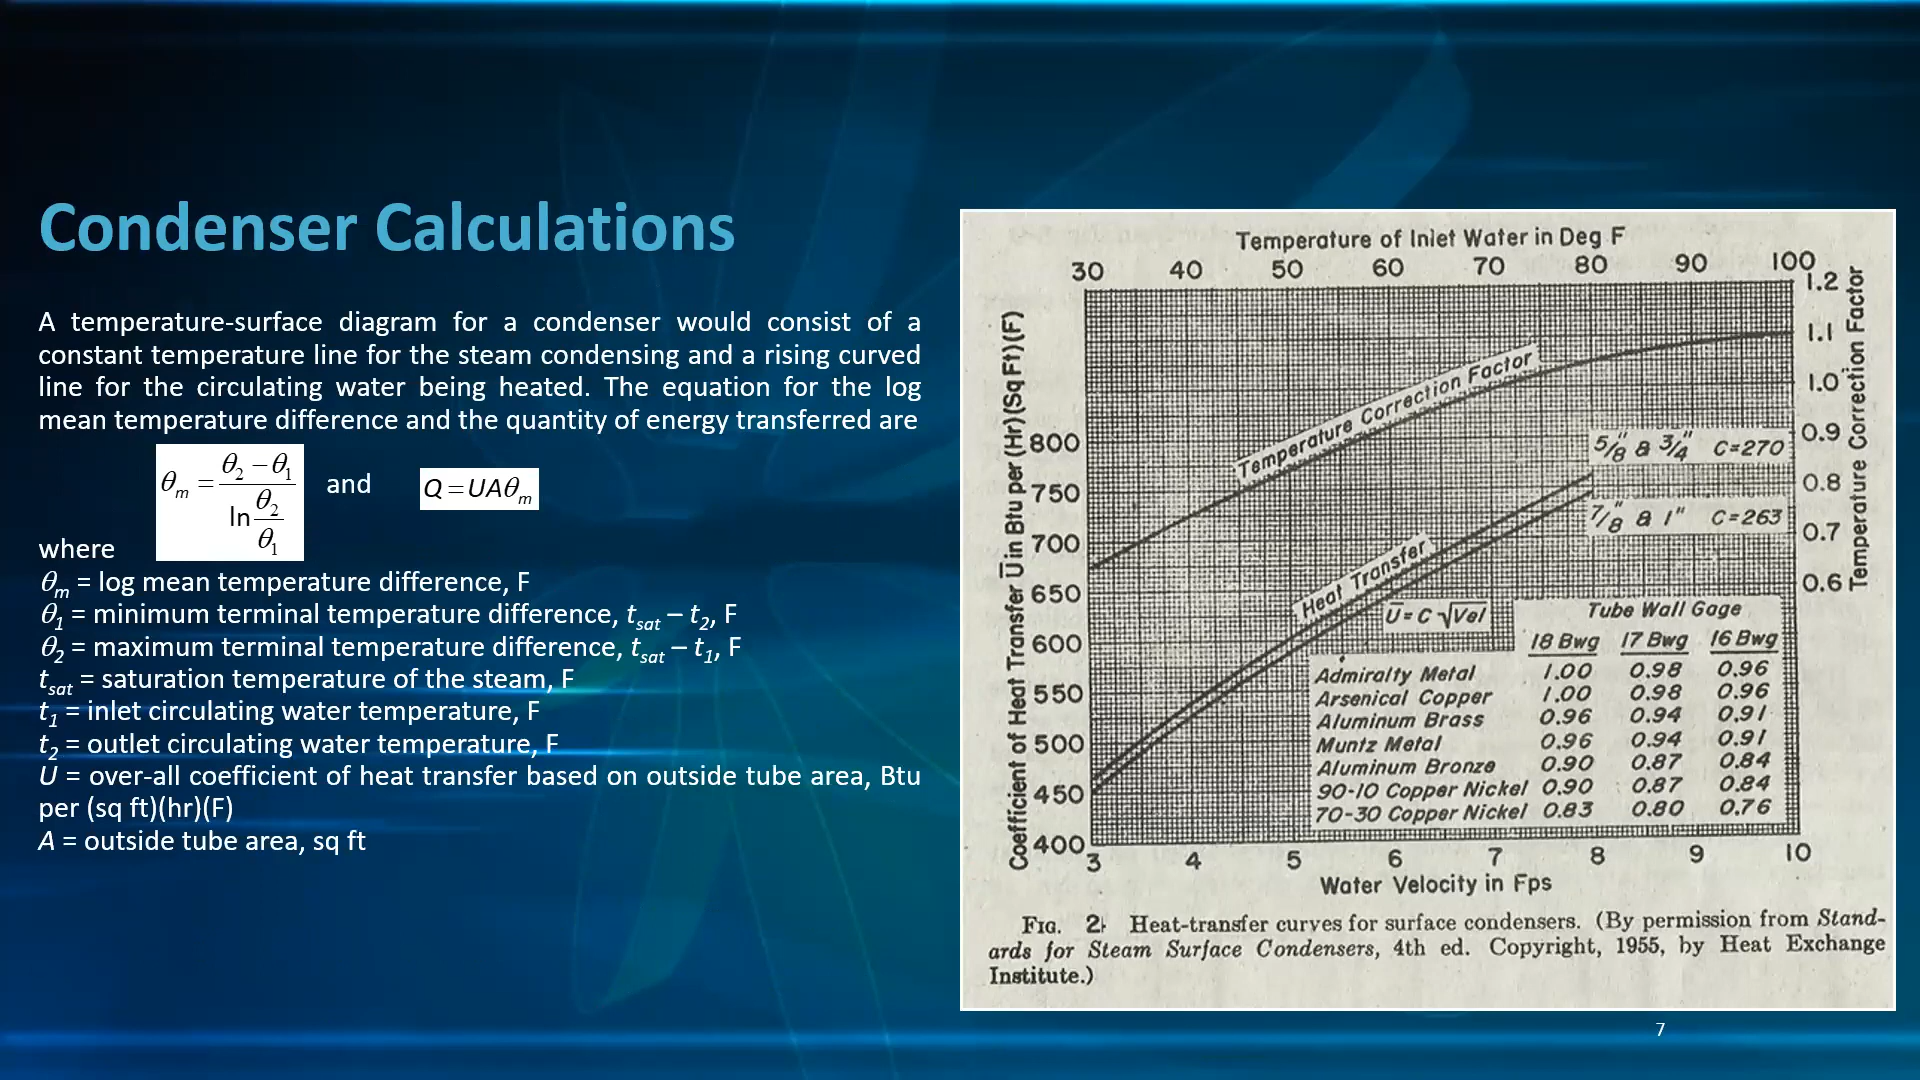 Condenser Calculations
A temperature-surface diagram for a condenser would consist of a
constant temperature line for the steam condensing and a rising curved
line for the circulating water being heated. The equation for the log
mean temperature difference and the quantity of energy transferred are
θm = (θ2 − θ1) / ln (θ2 / θ1) and Q = UAθm
where
θm = log mean temperature difference, F
θ1 = minimum terminal temperature difference, tsat – t2, F
θ2 = maximum terminal temperature difference, tsat – t1, F
tsat = saturation temperature of the steam, F
t1 = inlet circulating water temperature, F
t2 = outlet circulating water temperature, F
U = over-all coefficient of heat transfer based on outside tube area, Btu
per (sq ft)(hr)(F)
A = outside tube area, sq ft
Temperature of Inlet Water in Deg F
30 40 50 60 70 80 90 100
1.2
1.1
1.0
0.9
0.8
0.7
0.6
Temperature Correction Factor
Coefficient of Heat Transfer U in Btu per (Hr)(Sq Ft)(F)
800
750
700
650
600
550
500
450
400
Temperature Correction Factor
5/8" & 3/4" C=270
7/8" & 1" C=263
Heat Transfer
U = C √Vel
Tube Wall Gage
18 Bwg 17 Bwg 16 Bwg
Admiralty Metal 1.00 0.98 0.96
Arsenical Copper 1.00 0.98 0.96
Aluminum Brass 0.96 0.94 0.91
Muntz Metal 0.96 0.94 0.91
Aluminum Bronze 0.90 0.87 0.84
90-10 Copper Nickel 0.90 0.87 0.84
70-30 Copper Nickel 0.83 0.80 0.76
3 4 5 6 7 8 9 10
Water Velocity in Fps
FIG. 2. Heat-transfer curves for surface condensers. (By permission from Stand-
ards for Steam Surface Condensers, 4th ed. Copyright, 1955, by Heat Exchange
Institute.)
7